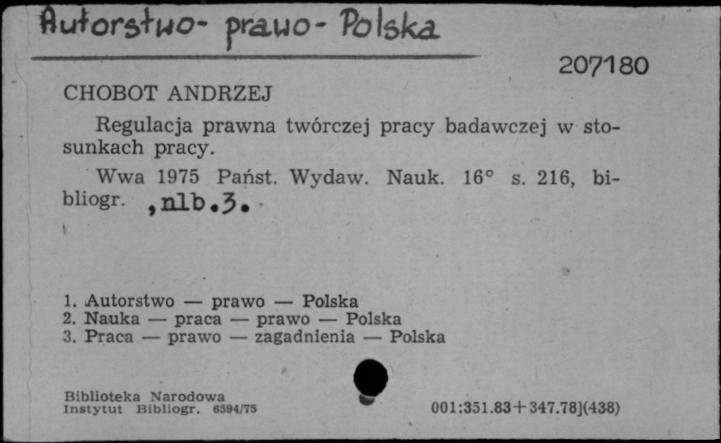 Autorstwo- prawo- Polska
207180
CHOBOT ANDRZEJ
Regulacja prawna twórczej pracy badawczej w sto-
sunkach pracy.
Wwa 1975 Państ. Wydaw. Nauk. 16° s. 216, bi-
bliogr. , nlb.3.
1. Autorstwo — prawo — Polska
2. Nauka — praca — prawo — Polska
3. Praca — prawo — zagadnienia — Polska
Biblioteka Narodowa
Instytut Bibliogr. 6594/75
001:351.83+347.78](438)